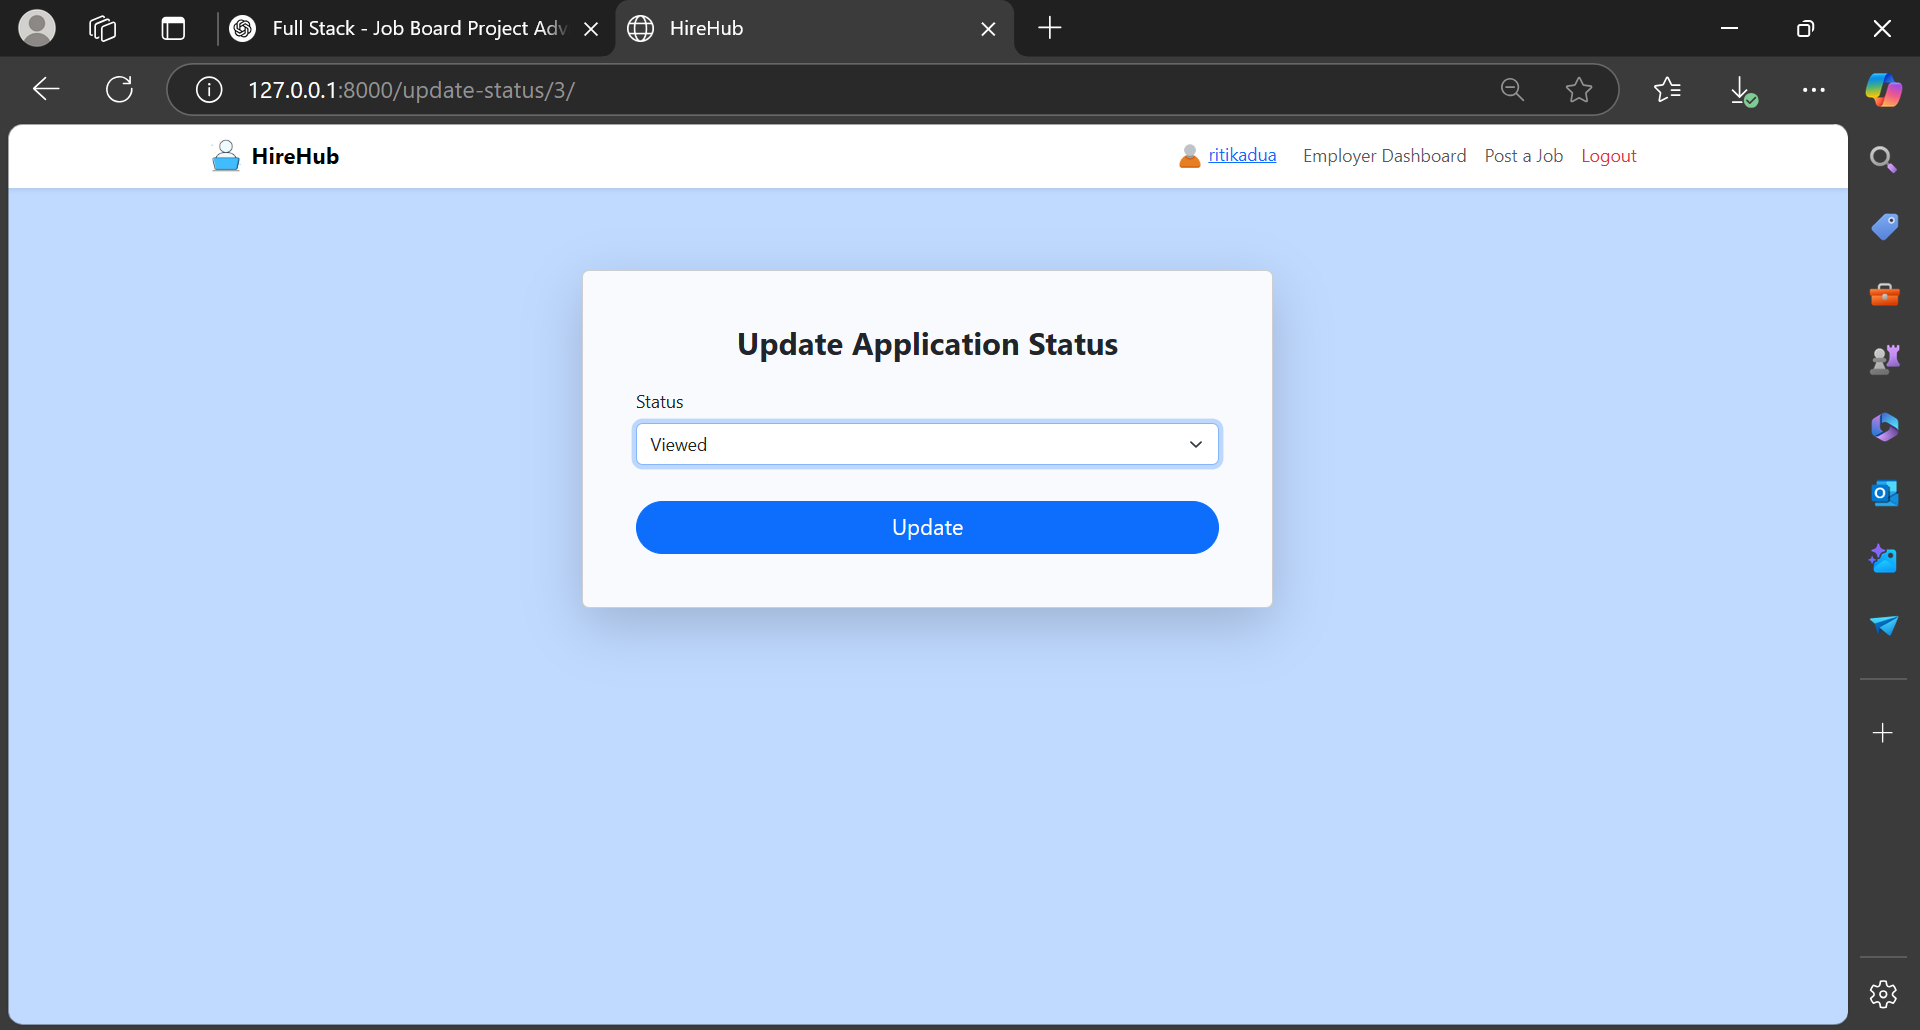 Full Stack - Job Board Project Adv
HireHub
127.0.0.1:8000/update-status/3/
HireHub
ritikadua
Employer Dashboard
Post a Job
Logout
Update Application Status
Status
Viewed
Update